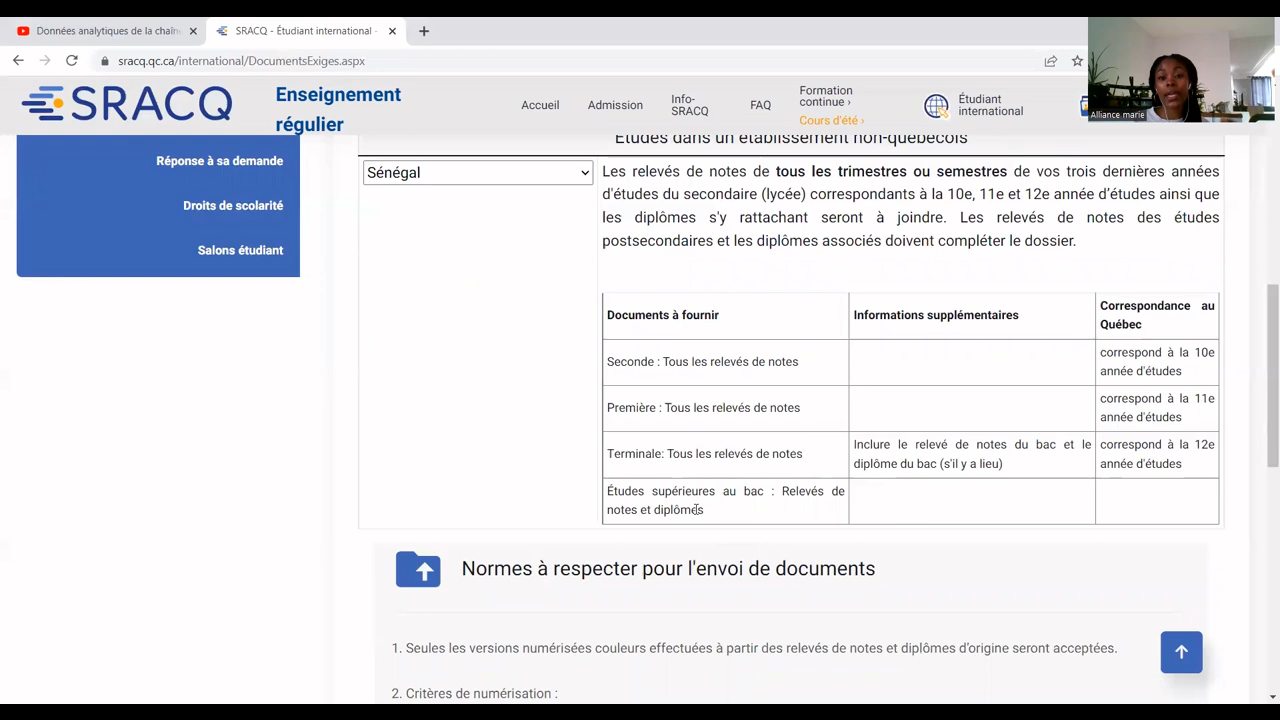 Données analytiques de la chaîn
SRACQ - Étudiant international -
sracq.qc.ca/international/DocumentsExiges.aspx
Alliance marie
SRACQ
Enseignement
régulier
Accueil
Admission
Info-
SRACQ
FAQ
Formation
continue ›
Cours d'été ›
Étudiant
international
Réponse à sa demande
Droits de scolarité
Salons étudiant
Études dans un établissement non-québécois
Sénégal
Les relevés de notes de tous les trimestres ou semestres de vos trois dernières années
d'études du secondaire (lycée) correspondants à la 10e, 11e et 12e année d'études ainsi que
les diplômes s'y rattachant seront à joindre. Les relevés de notes des études
postsecondaires et les diplômes associés doivent compléter le dossier.
Documents à fournir
Informations supplémentaires
Correspondance au
Québec
Seconde : Tous les relevés de notes
correspond à la 10e
année d'études
Première : Tous les relevés de notes
correspond à la 11e
année d'études
Terminale: Tous les relevés de notes
Inclure le relevé de notes du bac et le
diplôme du bac (s'il y a lieu)
correspond à la 12e
année d'études
Études supérieures au bac : Relevés de
notes et diplômes
Normes à respecter pour l'envoi de documents
1. Seules les versions numérisées couleurs effectuées à partir des relevés de notes et diplômes d'origine seront acceptées.
2. Critères de numérisation :